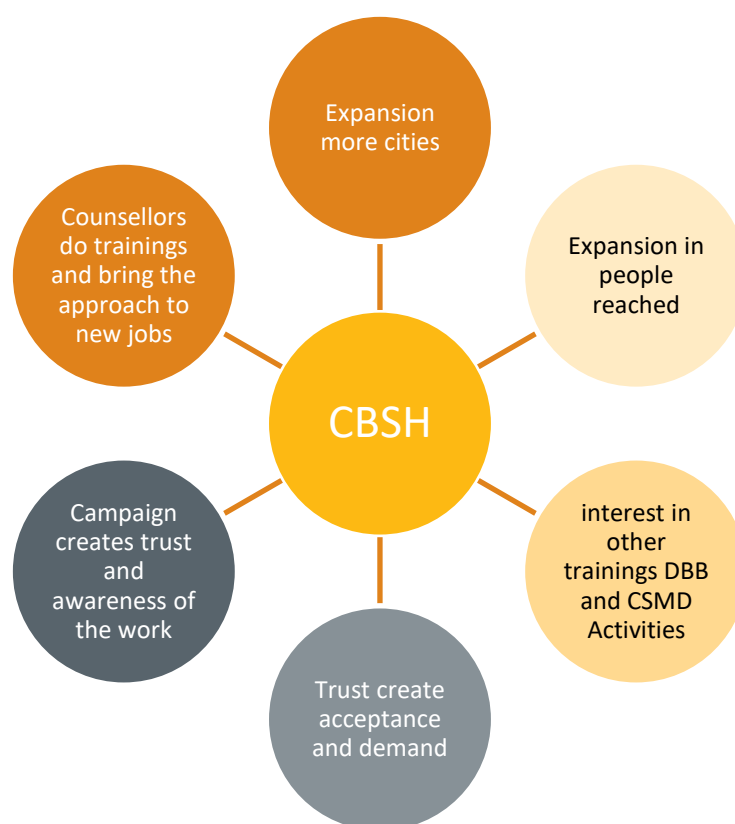 Expansion
more cities
Expansion in
people
reached
interest in
other
trainings DBB
and CSMD
Activities
Trust create
acceptance
and demand
Campaign
creates trust
and
awareness of
the work
Counsellors
do trainings
and bring the
approach to
new jobs
CBSH